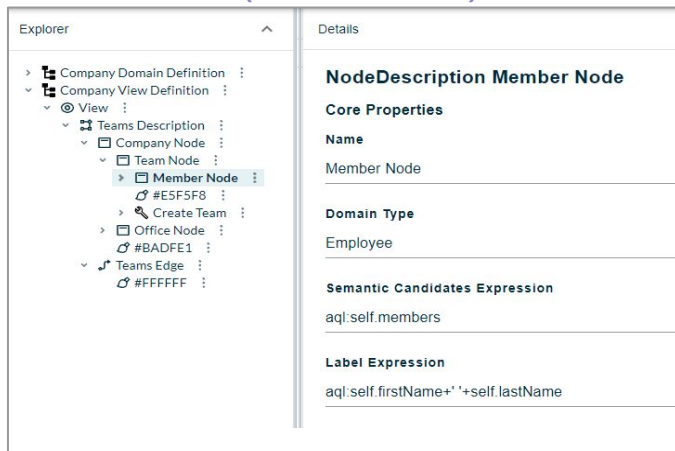 Explorer
Company Domain Definition
Company View Definition
View
Teams Description
Company Node
Team Node
Member Node
#E5F5F8
Create Team
Office Node
#BADFE1
Teams Edge
#FFFFFF
Details
NodeDescription Member Node
Core Properties
Name
Member Node
Domain Type
Employee
Semantic Candidates Expression
aql:self.members
Label Expression
aql:self.firstName+' '+self.lastName